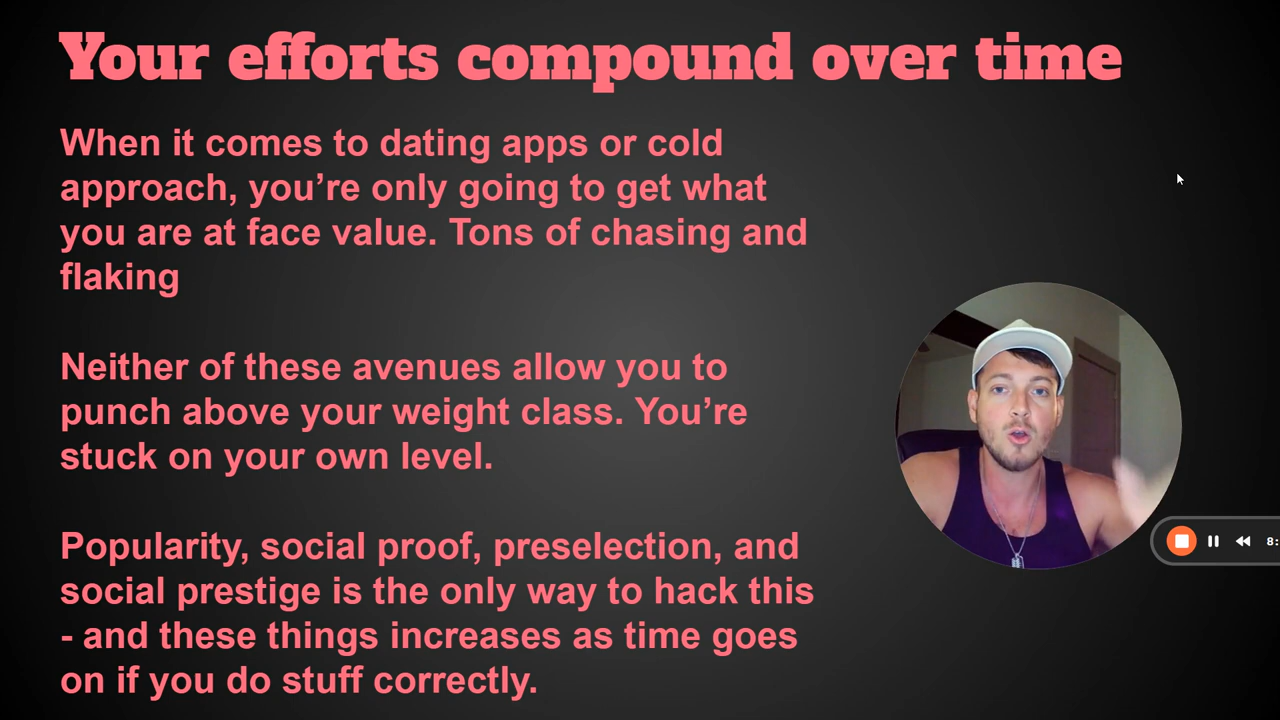 Your efforts compound over time
When it comes to dating apps or cold
approach, you’re only going to get what
you are at face value. Tons of chasing and
flaking
Neither of these avenues allow you to
punch above your weight class. You’re
stuck on your own level.
Popularity, social proof, preselection, and
social prestige is the only way to hack this
- and these things increases as time goes
on if you do stuff correctly.
8: